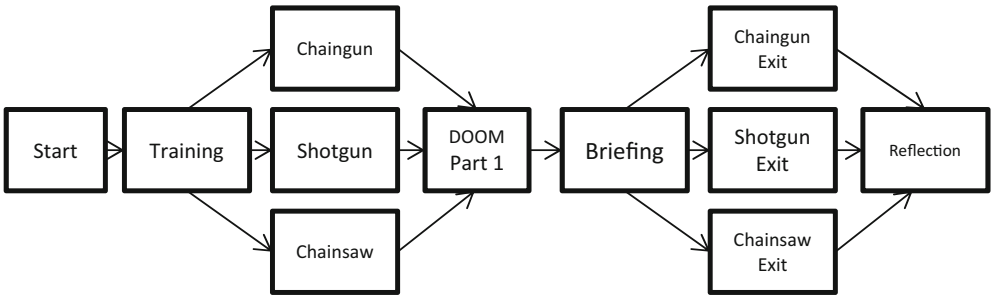 Start
Training
Chaingun
Shotgun
Chainsaw
DOOM
Part 1
Briefing
Chaingun
Exit
Shotgun
Exit
Chainsaw
Exit
Reflection